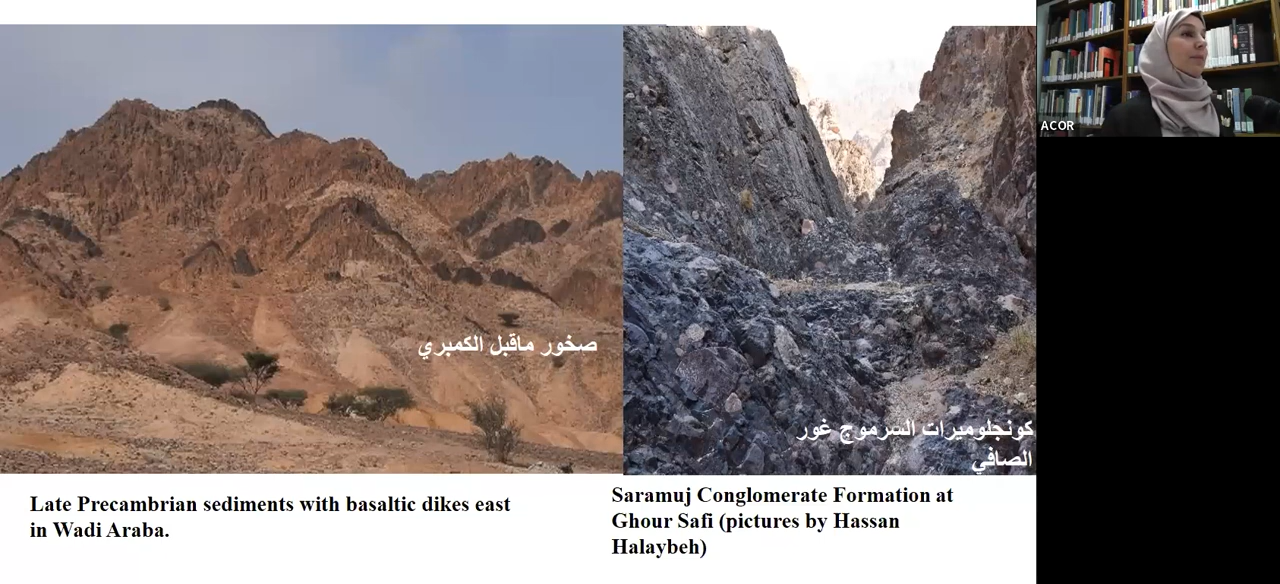 صخور ماقبل الكمبري
كونجلوميرات السرموج غور
الصافي
ACOR
Late Precambrian sediments with basaltic dikes east
in Wadi Araba.
Saramuj Conglomerate Formation at
Ghour Safi (pictures by Hassan
Halaybeh)